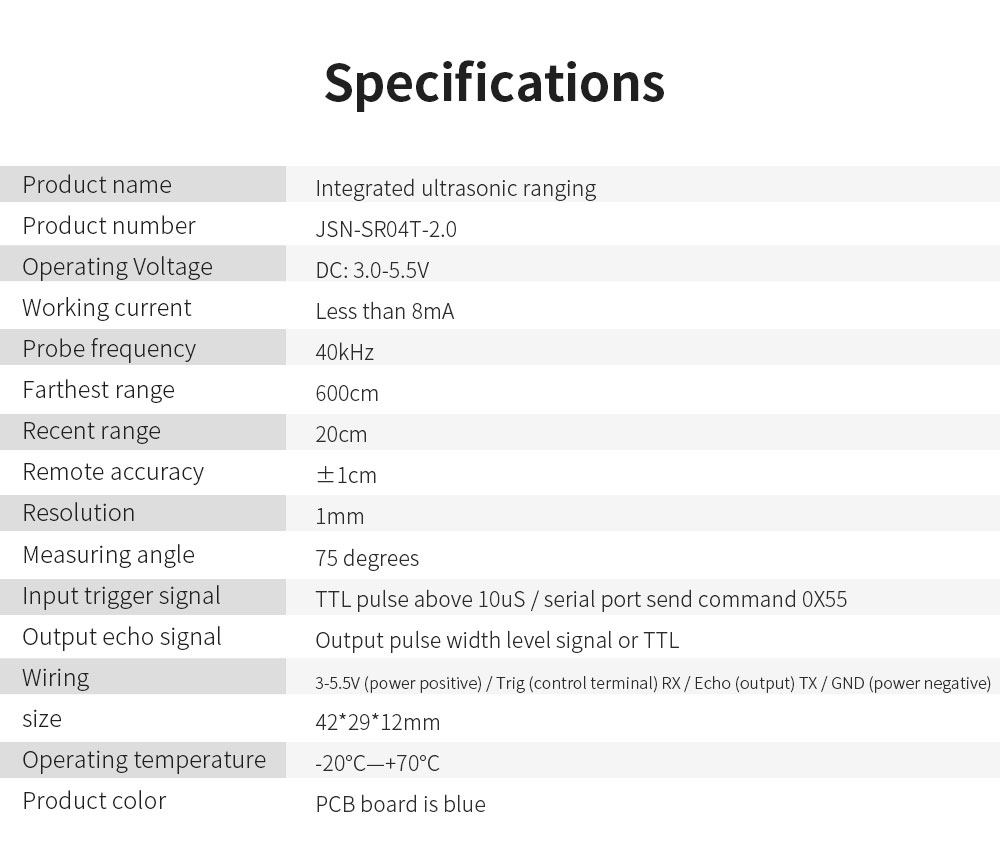 Specifications
Product name Integrated ultrasonic ranging
Product number JSN-SR04T-2.0
Operating Voltage DC: 3.0-5.5V
Working current Less than 8mA
Probe frequency 40kHz
Farthest range 600cm
Recent range 20cm
Remote accuracy ±1cm
Resolution 1mm
Measuring angle 75 degrees
Input trigger signal TTL pulse above 10uS / serial port send command 0X55
Output echo signal Output pulse width level signal or TTL
Wiring 3-5.5V (power positive) / Trig (control terminal) RX / Echo (output) TX / GND (power negative)
size 42*29*12mm
Operating temperature -20℃—+70℃
Product color PCB board is blue